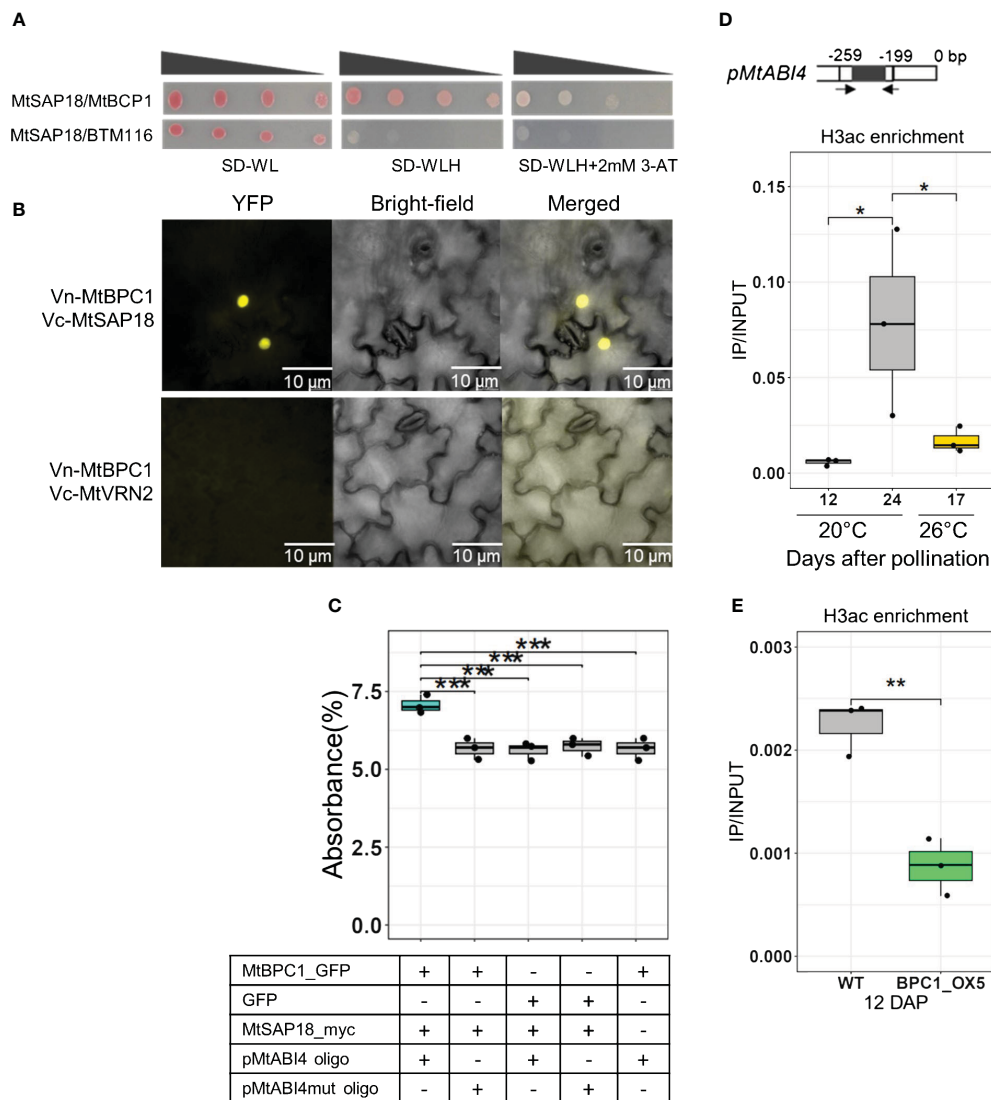 A
MtSAP18/MtBCP1
MtSAP18/BTM116
SD-WL SD-WLH SD-WLH+2mM 3-AT
B
YFP Bright-field Merged
Vn-MtBPC1
Vc-MtSAP18
10 µm 10 µm 10 µm
Vn-MtBPC1
Vc-MtVRN2
10 µm 10 µm 10 µm
C
Absorbance(%)
7.5
5.0
2.5
0.0
*** *** *** ***
MtBPC1_GFP + + - - +
GFP - - + + -
MtSAP18_myc + + + + -
pMtABI4 oligo + - + - +
pMtABI4mut oligo - + - + -
D
-259 -199 0 bp
pMtABI4
H3ac enrichment
IP/INPUT
0.15
0.10
0.05
0.00
* *
12 24 17
20°C 26°C
Days after pollination
E
H3ac enrichment
IP/INPUT
0.003
0.002
0.001
0.000
**
WT BPC1_OX5
12 DAP